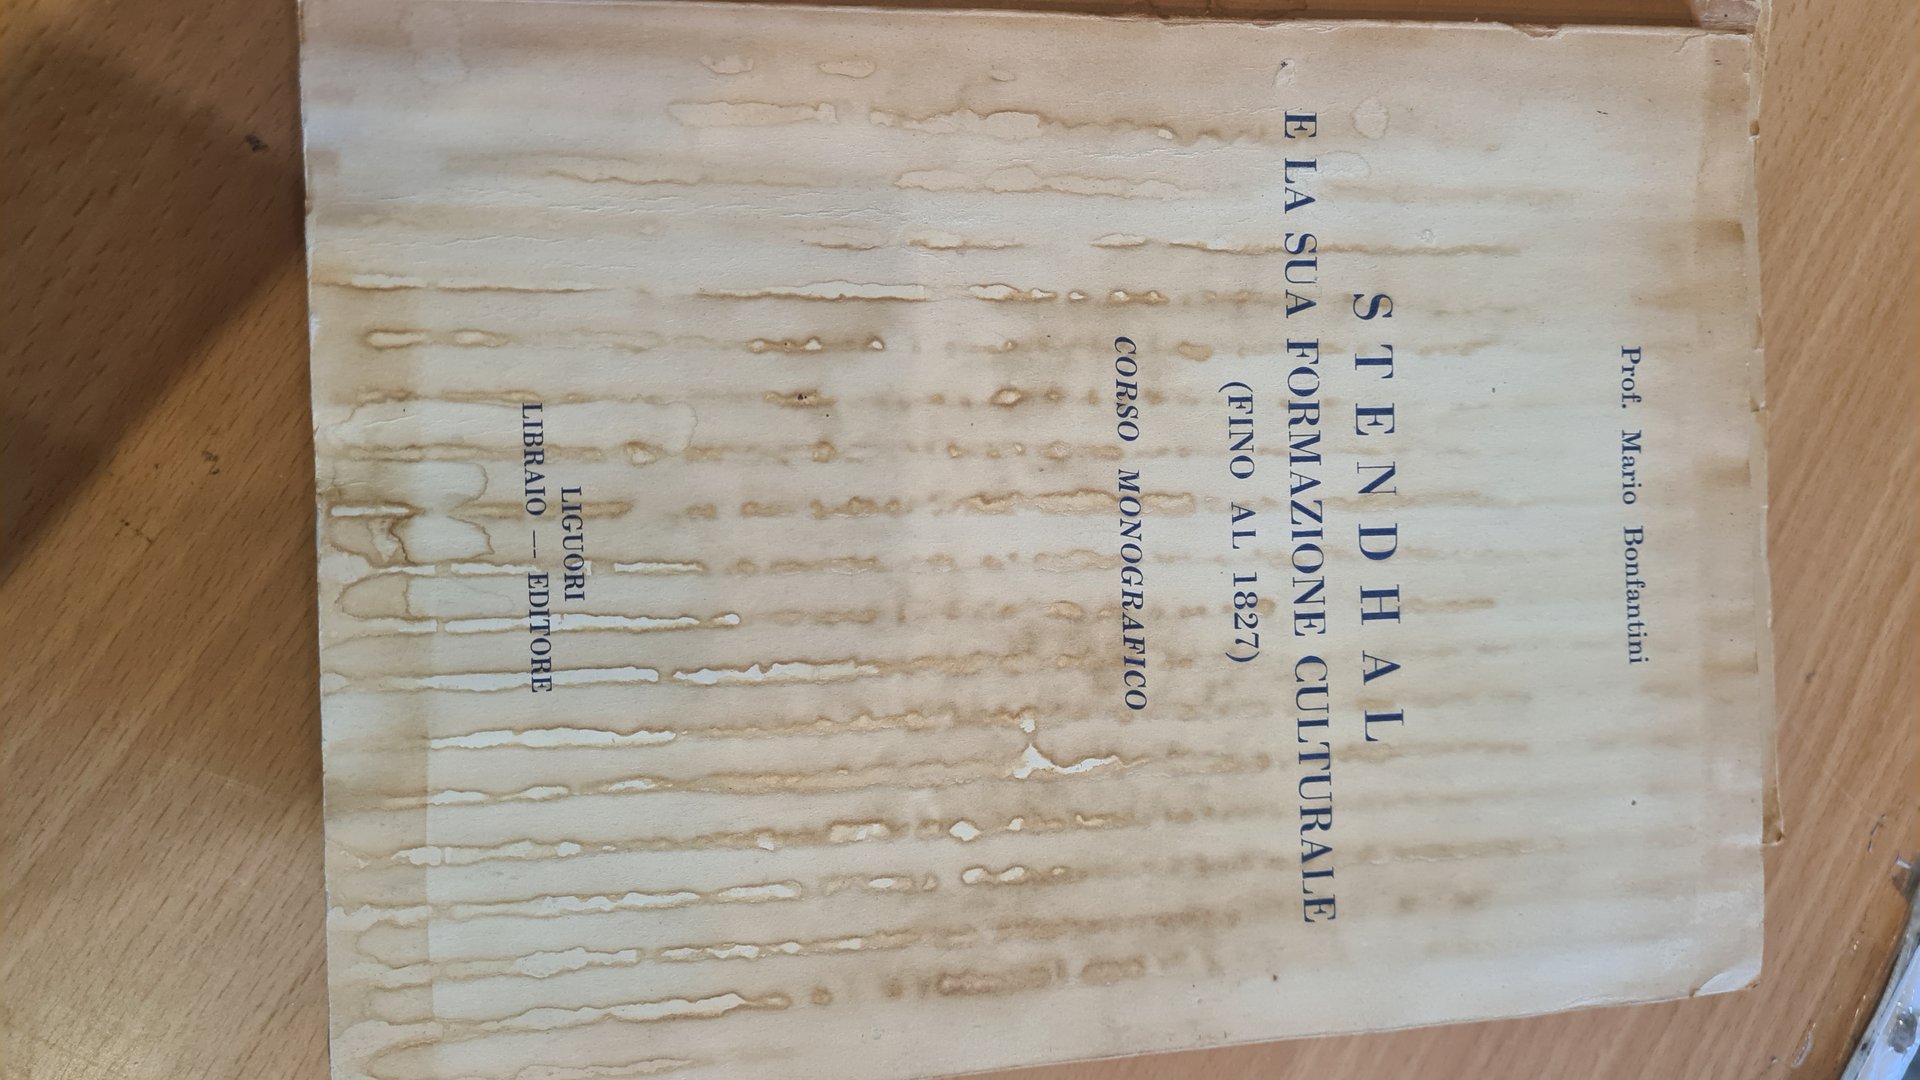 Prof. Mario Bonfantini
STENDHAL
E LA SUA FORMAZIONE CULTURALE
(FINO AL 1827)
CORSO MONOGRAFICO
LIGUORI
LIBRAIO — EDITORE